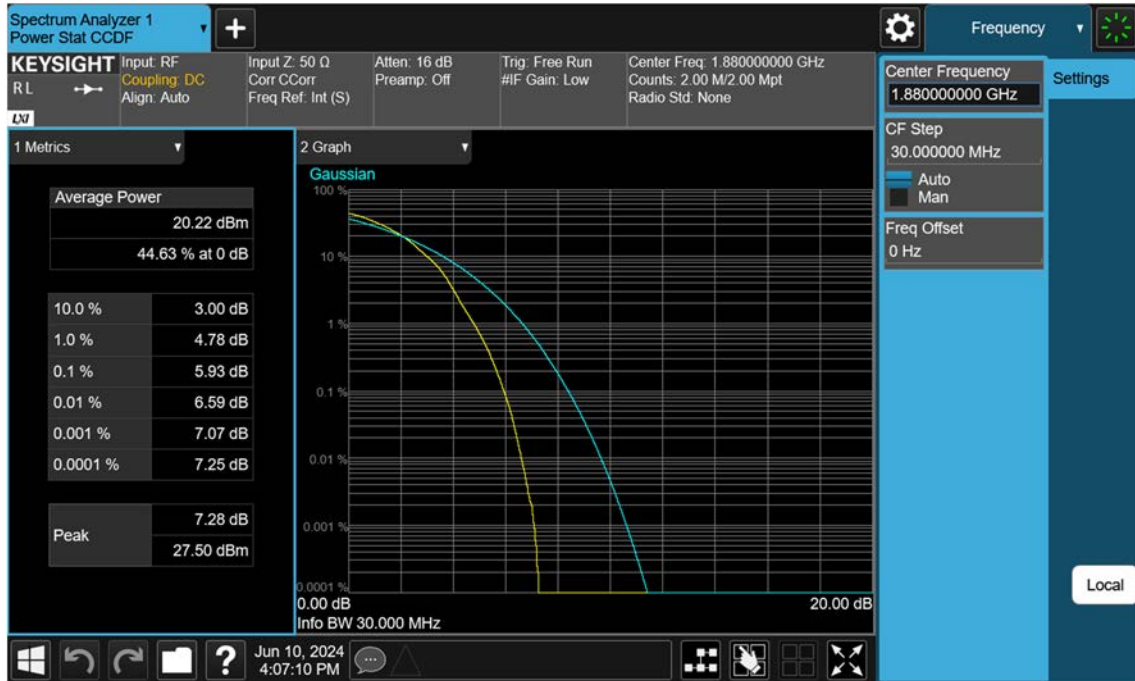 Spectrum Analyzer 1
Power Stat CCDF
Frequency
KEYSIGHT
R L
LXI
Input: RF
Coupling: DC
Align: Auto
Input Z: 50 Ω
Corr CCorr
Freq Ref: Int (S)
Atten: 16 dB
Preamp: Off
Trig: Free Run
#IF Gain: Low
Center Freq: 1.880000000 GHz
Counts: 2.00 M/2.00 Mpt
Radio Std: None
Center Frequency
1.880000000 GHz
Settings
CF Step
30.000000 MHz
Auto
Man
Freq Offset
0 Hz
Local
1 Metrics
Average Power
20.22 dBm
44.63 % at 0 dB
10.0 % 3.00 dB
1.0 % 4.78 dB
0.1 % 5.93 dB
0.01 % 6.59 dB
0.001 % 7.07 dB
0.0001 % 7.25 dB
Peak 7.28 dB
27.50 dBm
2 Graph
Gaussian
100 %
10 %
1 %
0.1 %
0.01 %
0.001 %
0.0001 %
0.00 dB 20.00 dB
Info BW 30.000 MHz
?
Jun 10, 2024
4:07:10 PM